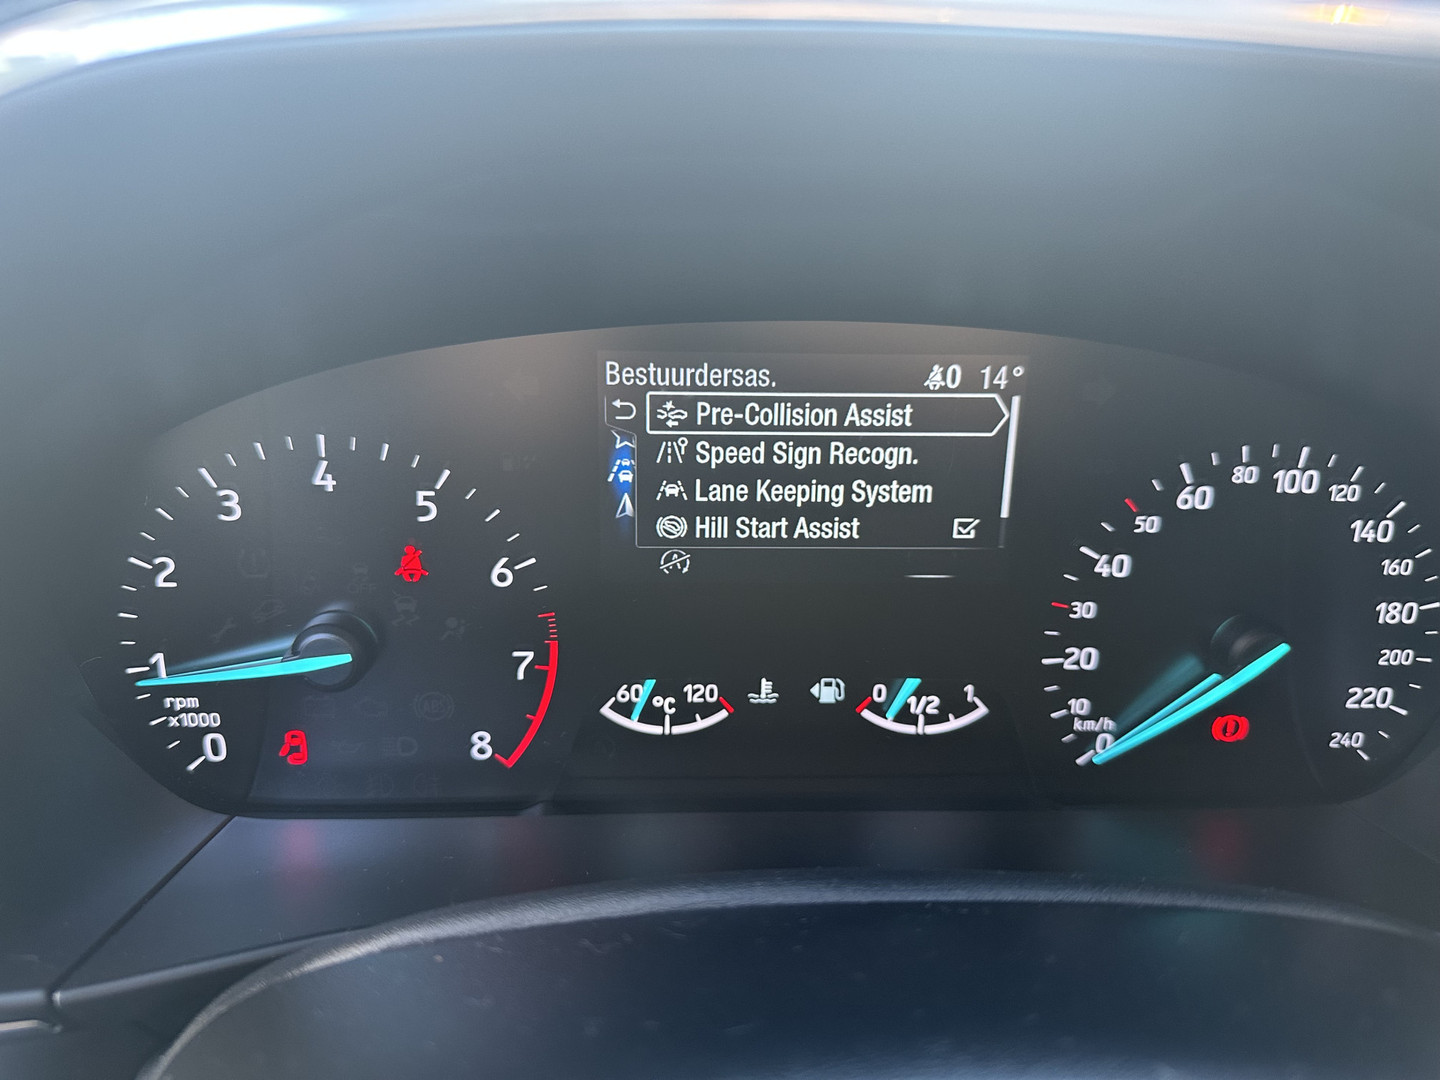 Bestuurdersas.
0 14°
Pre-Collision Assist
Speed Sign Recogn.
Lane Keeping System
Hill Start Assist
A
0
1
2
3
4
5
6
7
8
rpm
x1000
ABS
60 °C 120
0 1/2 1
0
10
20
30
40
50
60
80
100
120
140
160
180
200
220
240
km/h